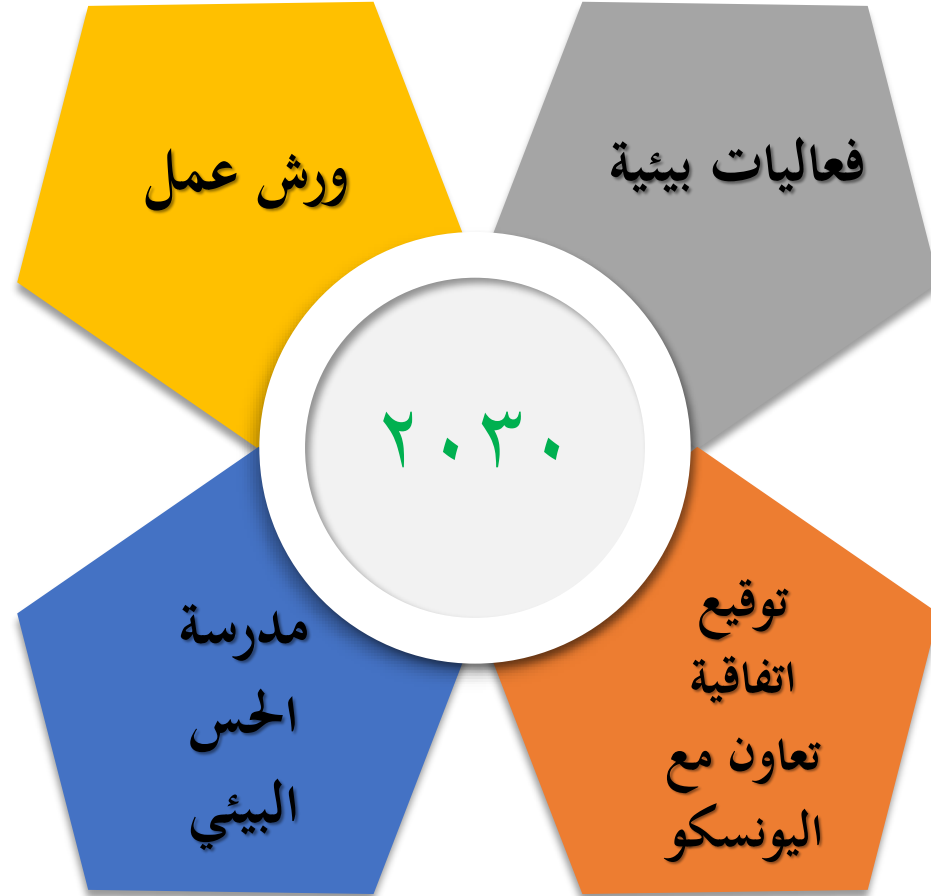 فعاليات بيئية
ورش عمل
٢٠٣٠
توقيع
اتفاقية
تعاون مع
اليونسكو
مدرسة
الحس
البيئي